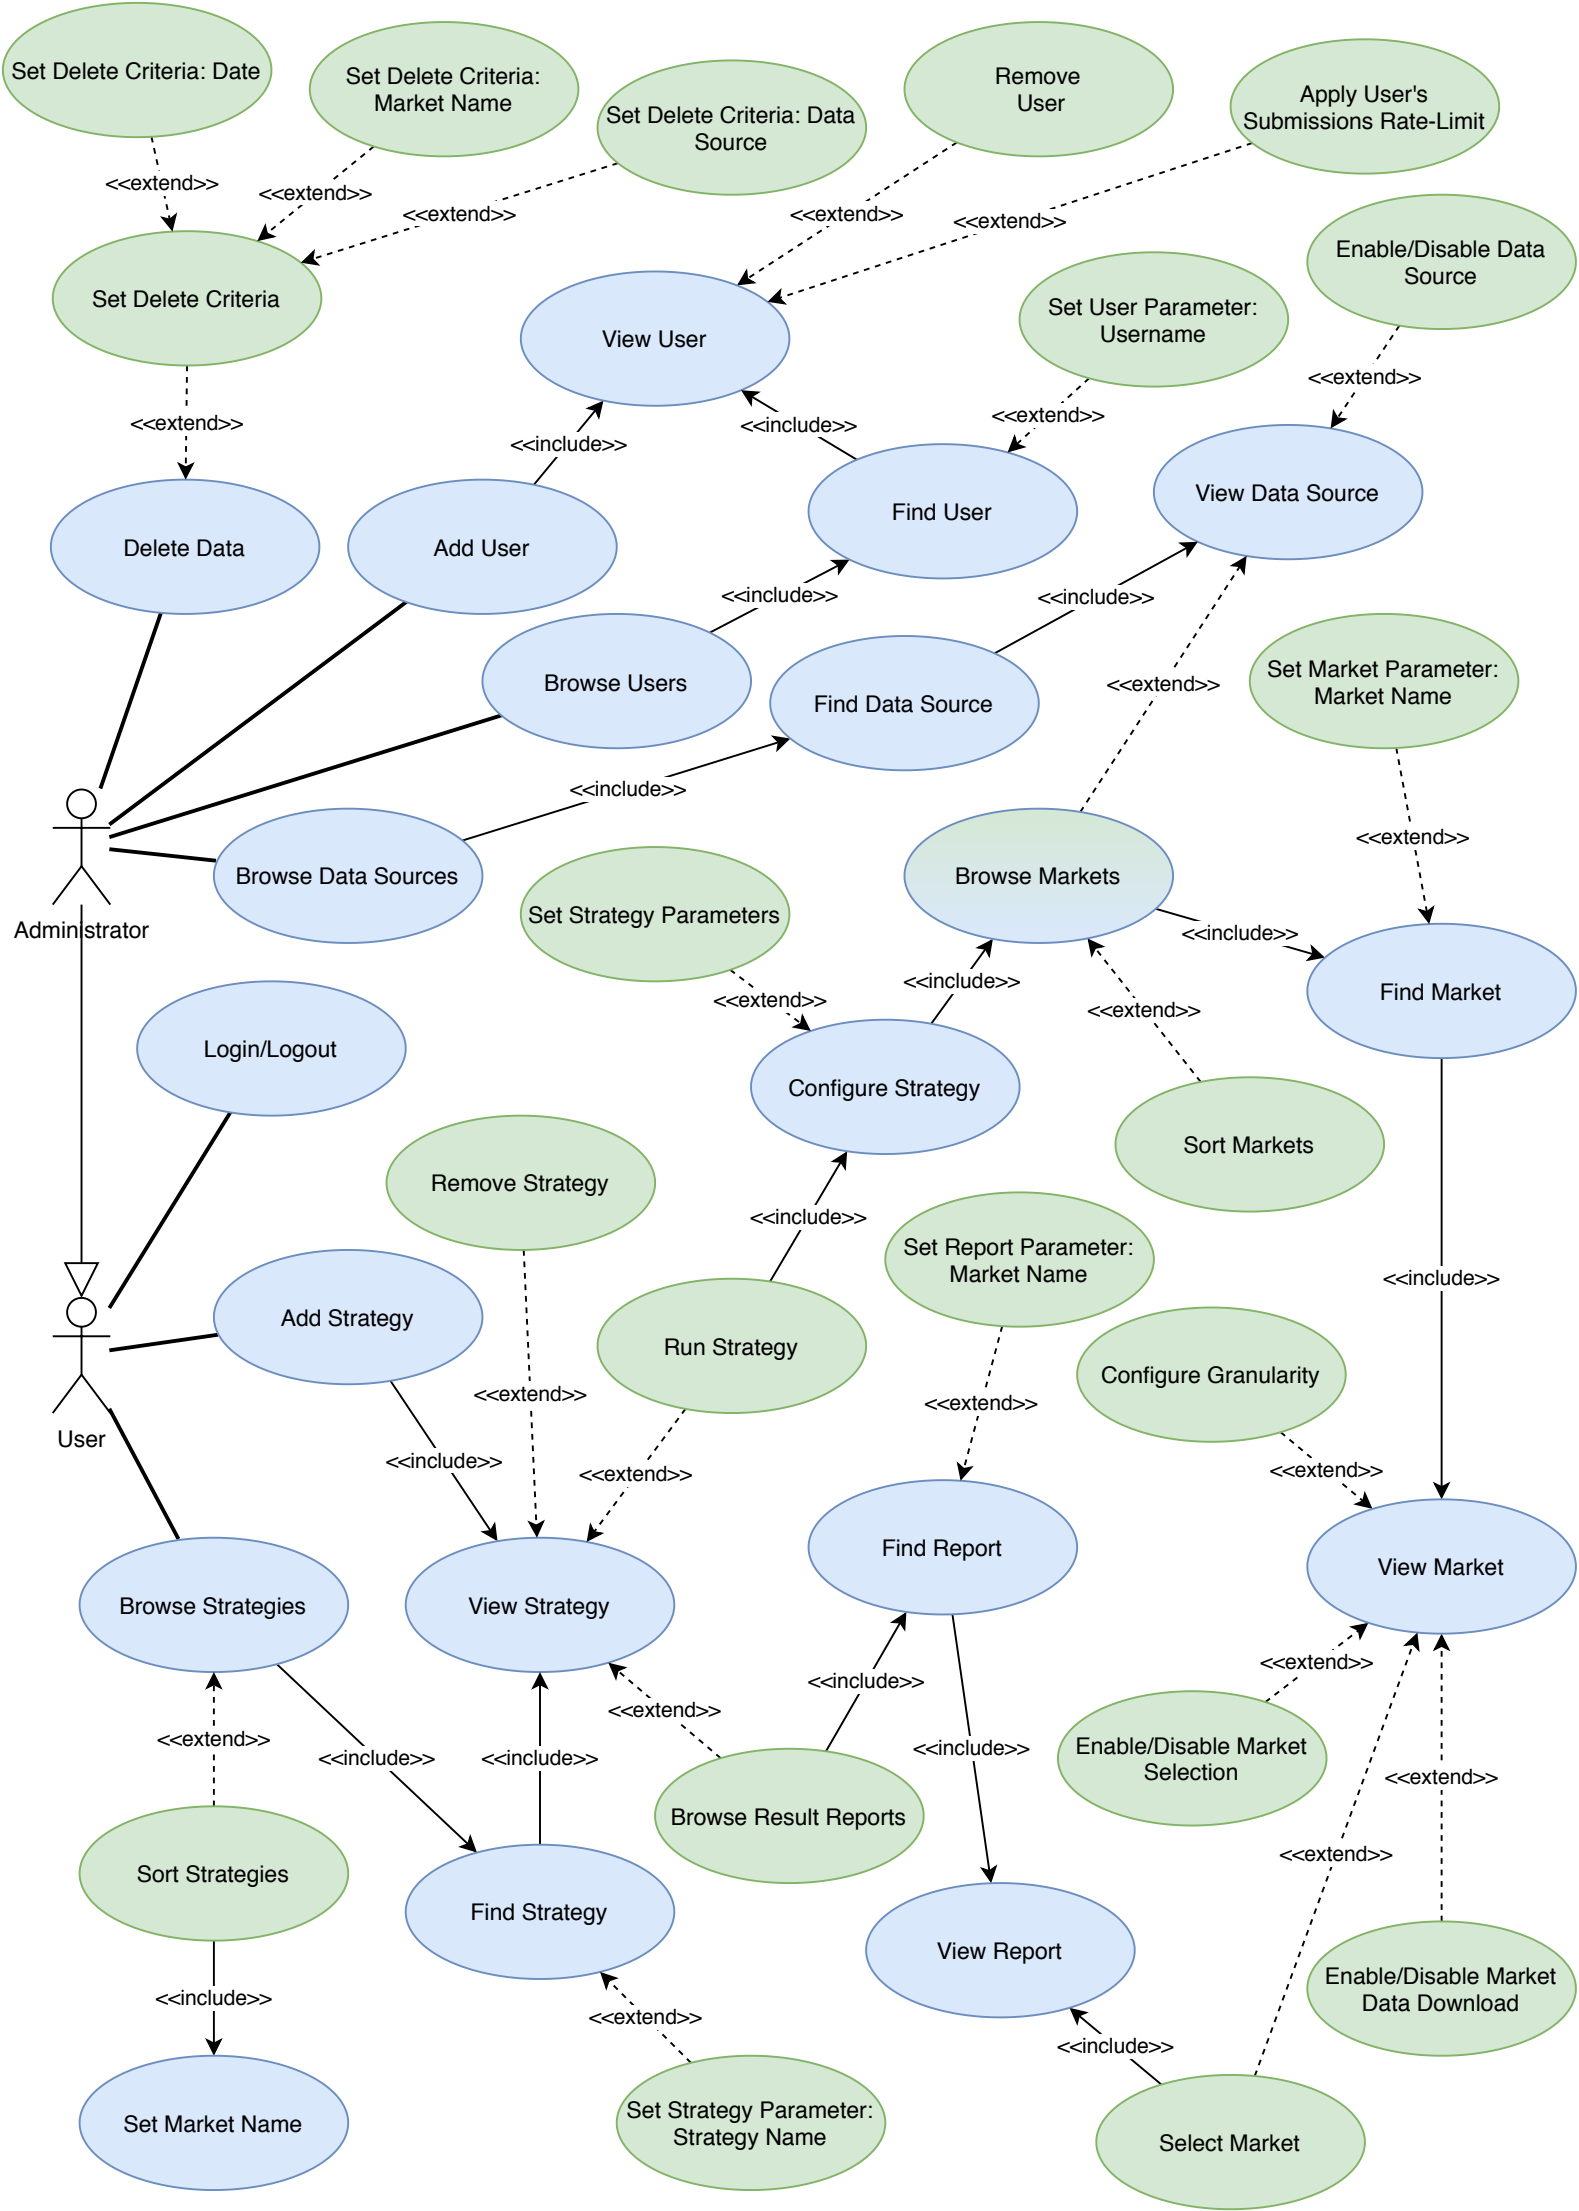 Set Delete Criteria: Date
Set Delete Criteria:
Market Name
Set Delete Criteria: Data
Source
Remove
User
Apply User's
Submissions Rate-Limit
<<extend>>
<<extend>>
<<extend>>
<<extend>>
<<extend>>
Enable/Disable Data
Source
Set Delete Criteria
View User
Set User Parameter:
Username
<<extend>>
<<extend>>
<<extend>>
<<include>>
<<include>>
View Data Source
Find User
Delete Data
Add User
<<include>>
<<include>>
Browse Users
Find Data Source
<<extend>>
Set Market Parameter:
Market Name
<<include>>
<<extend>>
Browse Data Sources
Browse Markets
Set Strategy Parameters
Administrator
<<include>>
<<include>>
<<extend>>
<<extend>>
Find Market
Login/Logout
Configure Strategy
Sort Markets
Remove Strategy
<<include>>
Set Report Parameter:
Market Name
<<include>>
Add Strategy
Run Strategy
Configure Granularity
<<extend>>
<<extend>>
User
<<include>>
<<extend>>
<<extend>>
Find Report
View Market
Browse Strategies
View Strategy
<<extend>>
<<include>>
<<extend>>
<<extend>>
<<include>>
<<include>>
<<include>>
Enable/Disable Market
Selection
<<extend>>
Browse Result Reports
<<extend>>
Sort Strategies
Find Strategy
View Report
Enable/Disable Market
Data Download
<<include>>
<<extend>>
<<include>>
Set Market Name
Set Strategy Parameter:
Strategy Name
Select Market